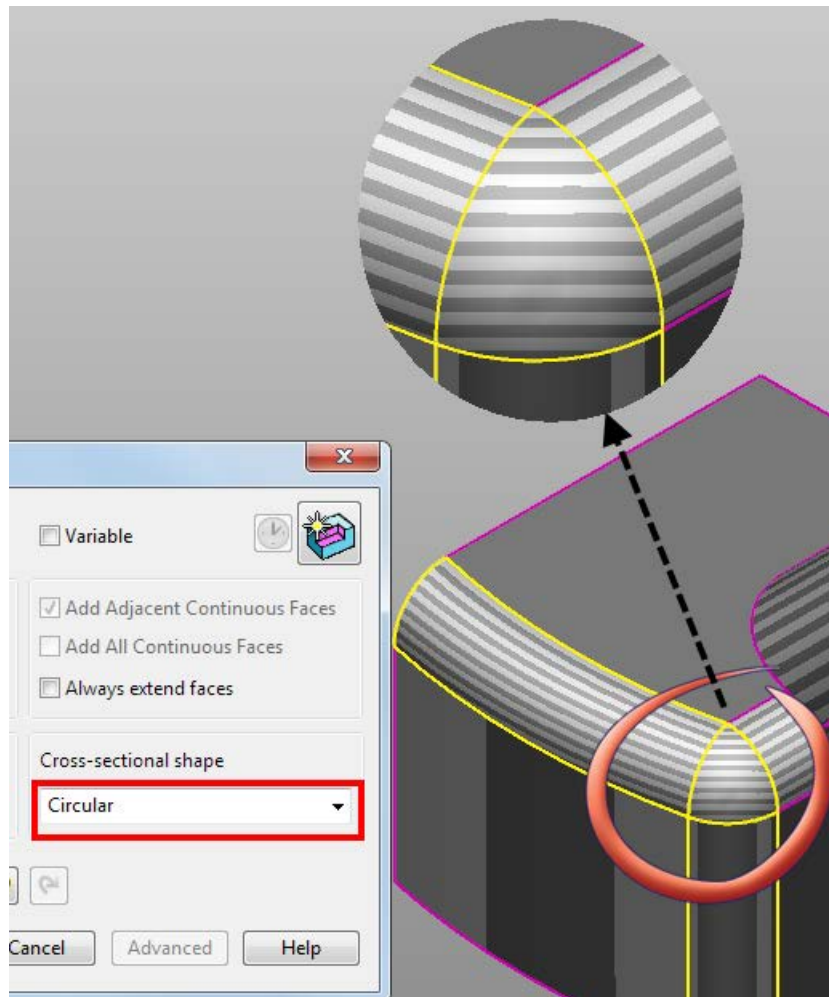 Variable
Add Adjacent Continuous Faces
Add All Continuous Faces
Always extend faces
Cross-sectional shape
Circular
Cancel
Advanced
Help